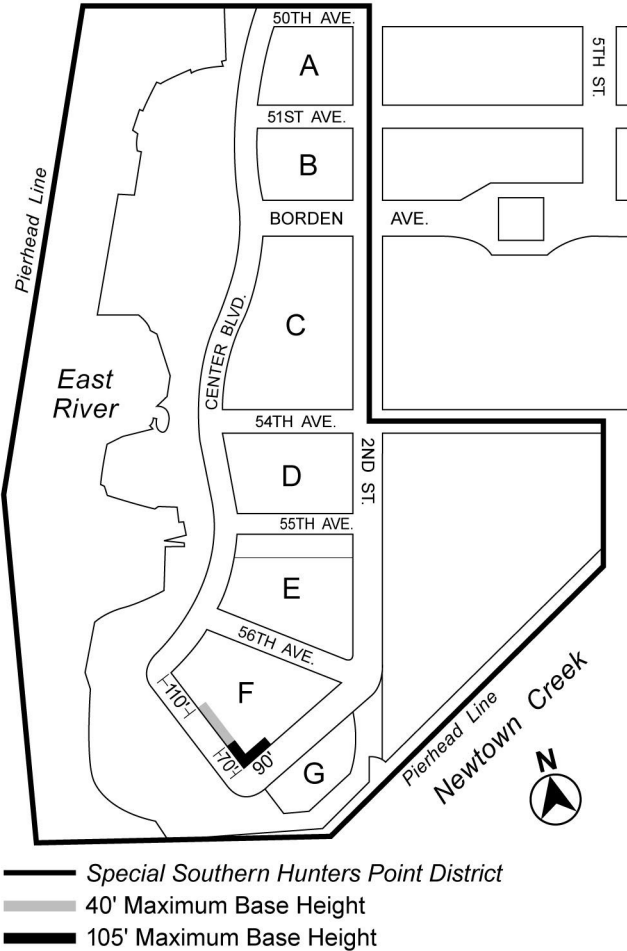 50TH AVE.
A
5TH ST.
51ST AVE.
B
Pierhead Line
BORDEN AVE.
C
CENTER BLVD.
East
River
54TH AVE.
D
2ND ST.
55TH AVE.
E
56TH AVE.
F
110'
70'
90'
G
Pierhead Line
Newtown Creek
N
Special Southern Hunters Point District
40' Maximum Base Height
105' Maximum Base Height